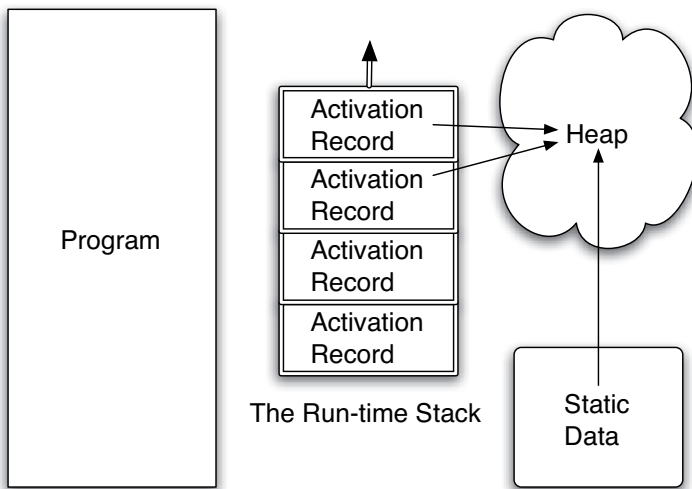 Program
Activation
Record
Activation
Record
Activation
Record
Activation
Record
The Run-time Stack
Heap
Static
Data